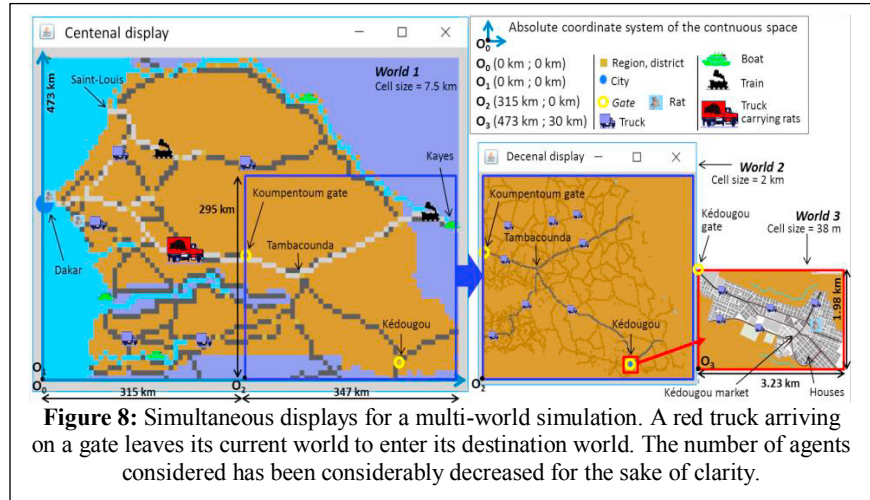 Centenal display
Absolute coordinate system of the contnuous space
O₀
O₀ (0 km ; 0 km)
O₁ (0 km ; 0 km)
O₂ (315 km ; 0 km)
O₃ (473 km ; 30 km)
Region, district
City
Gate
Rat
Truck
Boat
Train
Truck
carrying rats
World 1
Cell size = 7.5 km
Saint-Louis
473 km
Kayes
295 km
Koumpentoum gate
Tambacounda
Dakar
Kédougou
O₁
O₀
O₂
315 km
347 km
Decenal display
World 2
Cell size = 2 km
Koumpentoum gate
Tambacounda
Kédougou
O₂
World 3
Cell size = 38 m
Kédougou
gate
1.98 km
O₃
3.23 km
Kédougou market
Houses
Figure 8: Simultaneous displays for a multi-world simulation. A red truck arriving
on a gate leaves its current world to enter its destination world. The number of agents
considered has been considerably decreased for the sake of clarity.